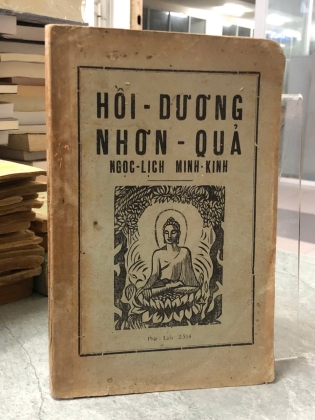 HỒI - DƯƠNG
NHƠN - QUẢ
NGỌC-LỊCH MINH-KINH
Phật - Lịch 2514